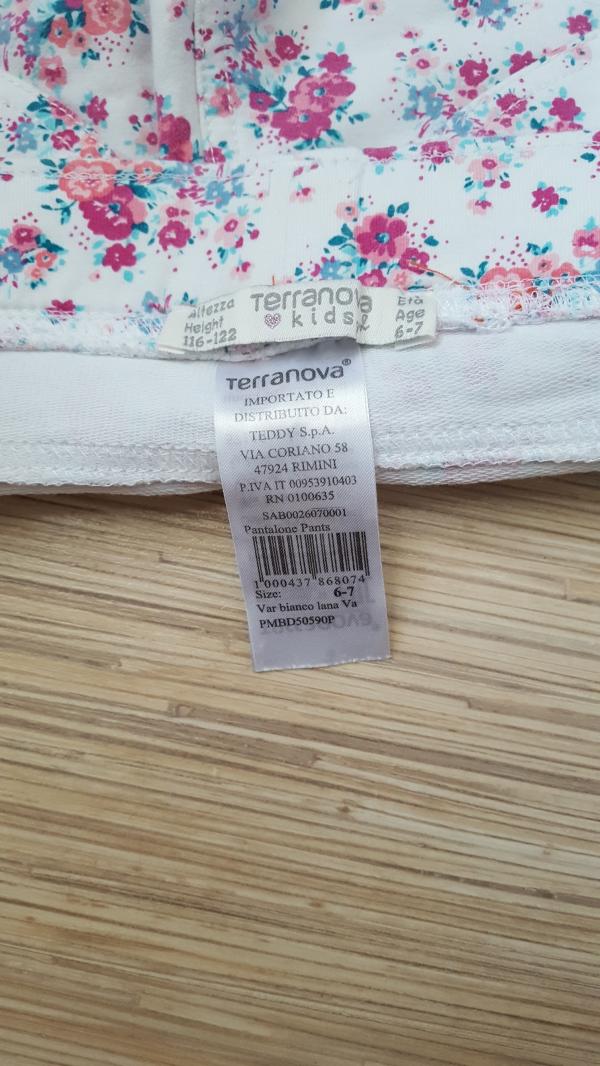 Altezza
Height
116-122
Terranova
kids
Età
Age
6-7
Terranova®
IMPORTATO E
DISTRIBUITO DA:
TEDDY S.p.A.
VIA CORIANO 58
47924 RIMINI
P.IVA IT 00953910403
RN 0100635
SAB0026070001
Pantalone Pants
1 000437 868074
Size: 6-7
Var bianco lana Va
PMBD50590P